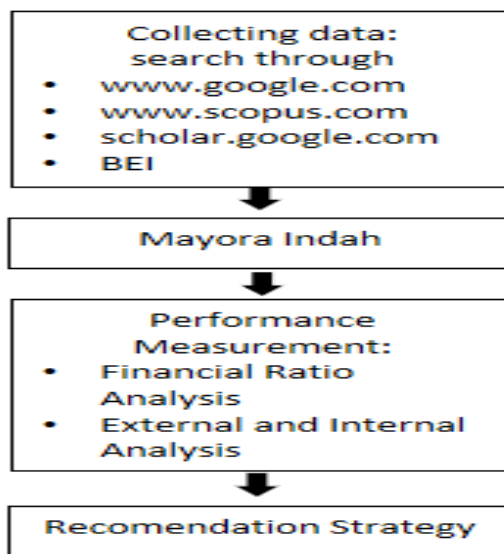 Collecting data:
search through
• www.google.com
• www.scopus.com
• scholar.google.com
• BEI
Mayora Indah
Performance
Measurement:
• Financial Ratio
Analysis
• External and Internal
Analysis
Recomendation Strategy